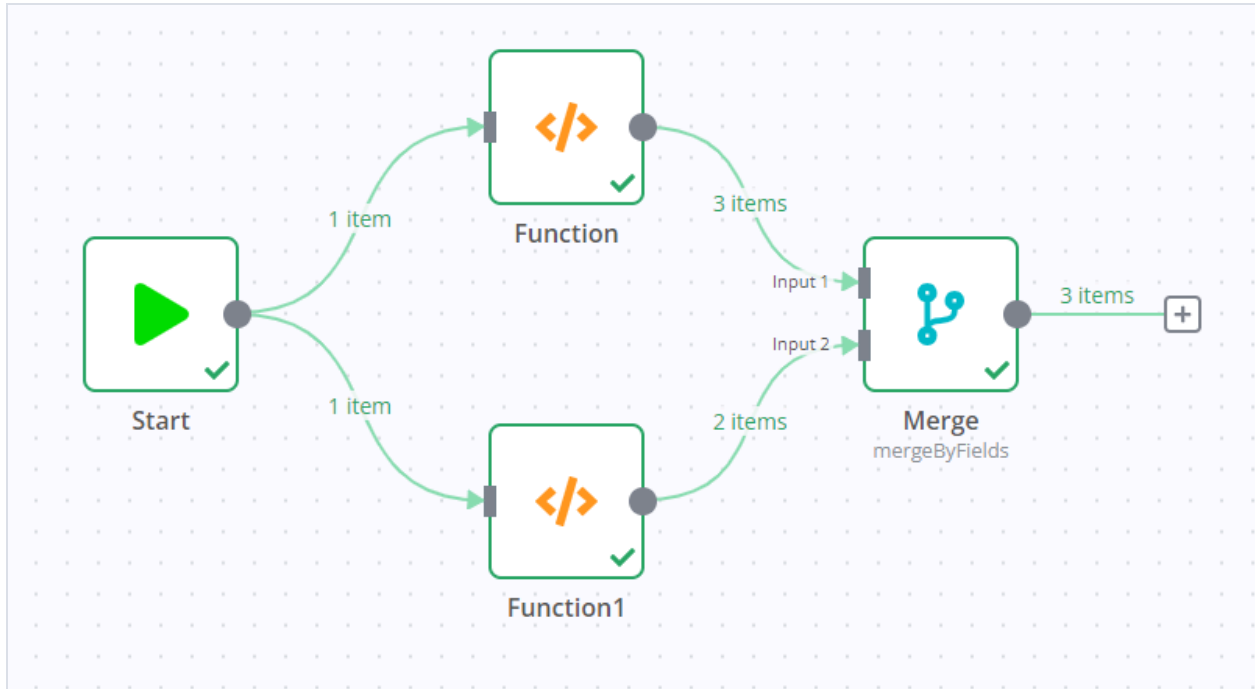 1 item
Function
3 items
Input 1
3 items
Input 2
Start
1 item
2 items
Merge
mergeByFields
Function1